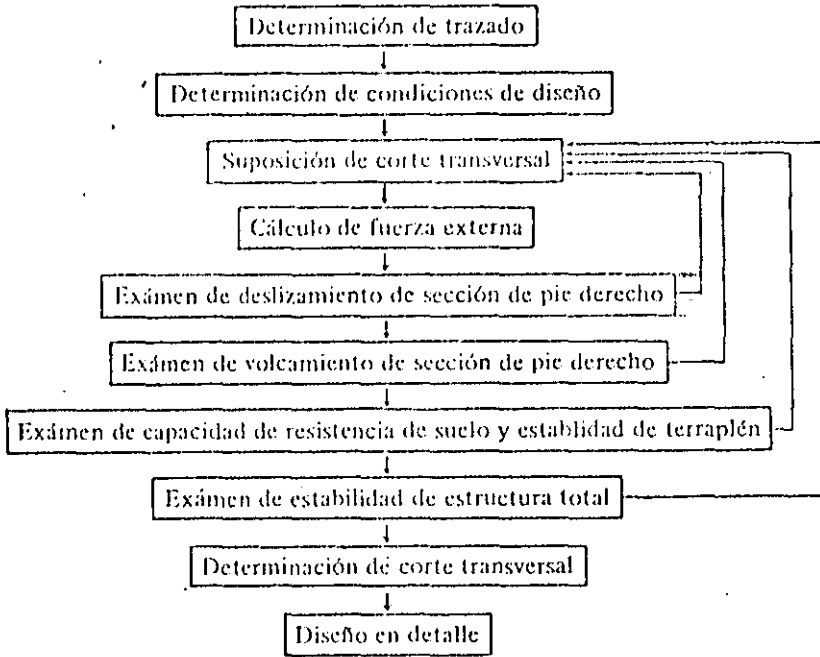 Determinación de trazado
Determinación de condiciones de diseño
Suposición de corte transversal
Cálculo de fuerza externa
Exámen de deslizamiento de sección de pie derecho
Exámen de volcamiento de sección de pie derecho
Exámen de capacidad de resistencia de suelo y establidad de terraplén
Exámen de estabilidad de estructura total
Determinación de corte transversal
Diseño en detalle